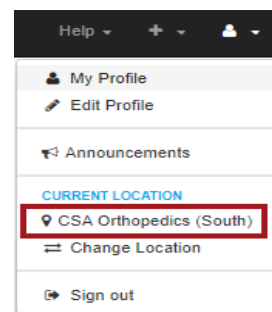 Help
My Profile
Edit Profile
Announcements
CURRENT LOCATION
CSA Orthopedics (South)
Change Location
Sign out